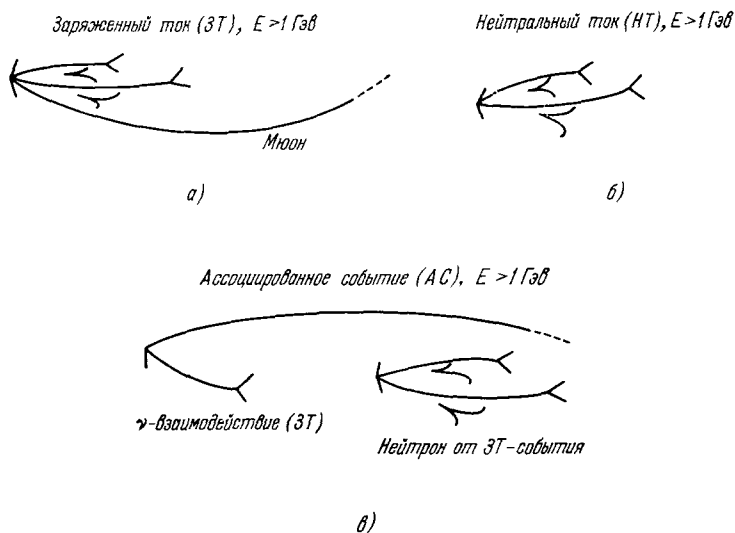 Заряженный ток (ЗТ), E > 1 Гэв
Нейтральный ток (НТ), E > 1 Гэв
Мюон
а)
б)
Ассоциированное событие (АС), E > 1 Гэв
ν-взаимодействие (ЗТ)
Нейтрон от ЗТ-события
в)